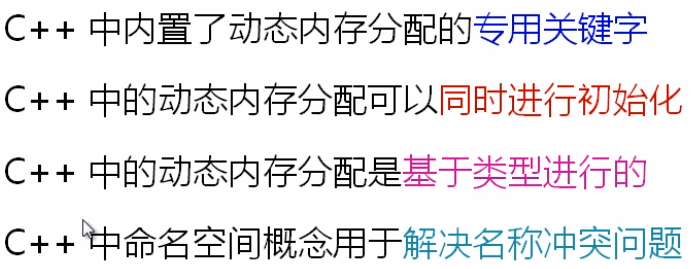 C++ 中内置了动态内存分配的专用关键字
C++ 中的动态内存分配可以同时进行初始化
C++ 中的动态内存分配是基于类型进行的
C++ 中命名空间概念用于解决名称冲突问题